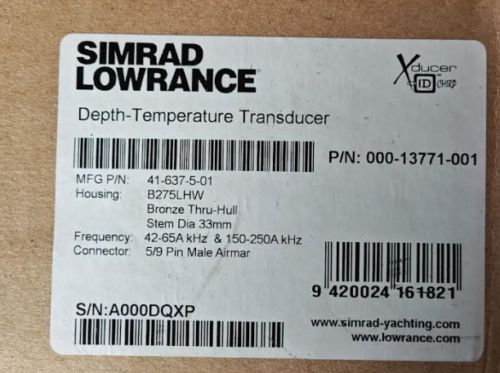 SIMRAD
LOWRANCE
Xducer
ID CHIRP
Depth-Temperature Transducer
P/N: 000-13771-001
MFG P/N: 41-637-5-01
Housing: B275LHW
Bronze Thru-Hull
Stem Dia 33mm
Frequency: 42-65A kHz & 150-250A kHz
Connector: 5/9 Pin Male Airmar
9 420024 161821
S/N:A000DQXP
www.simrad-yachting.com
www.lowrance.com